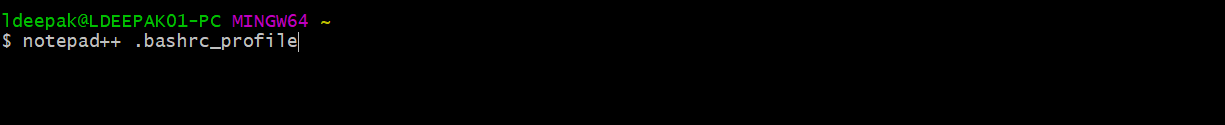 ldeepak@LDEEPAK01-PC MINGW64 ~
$ notepad++ .bashrc_profile